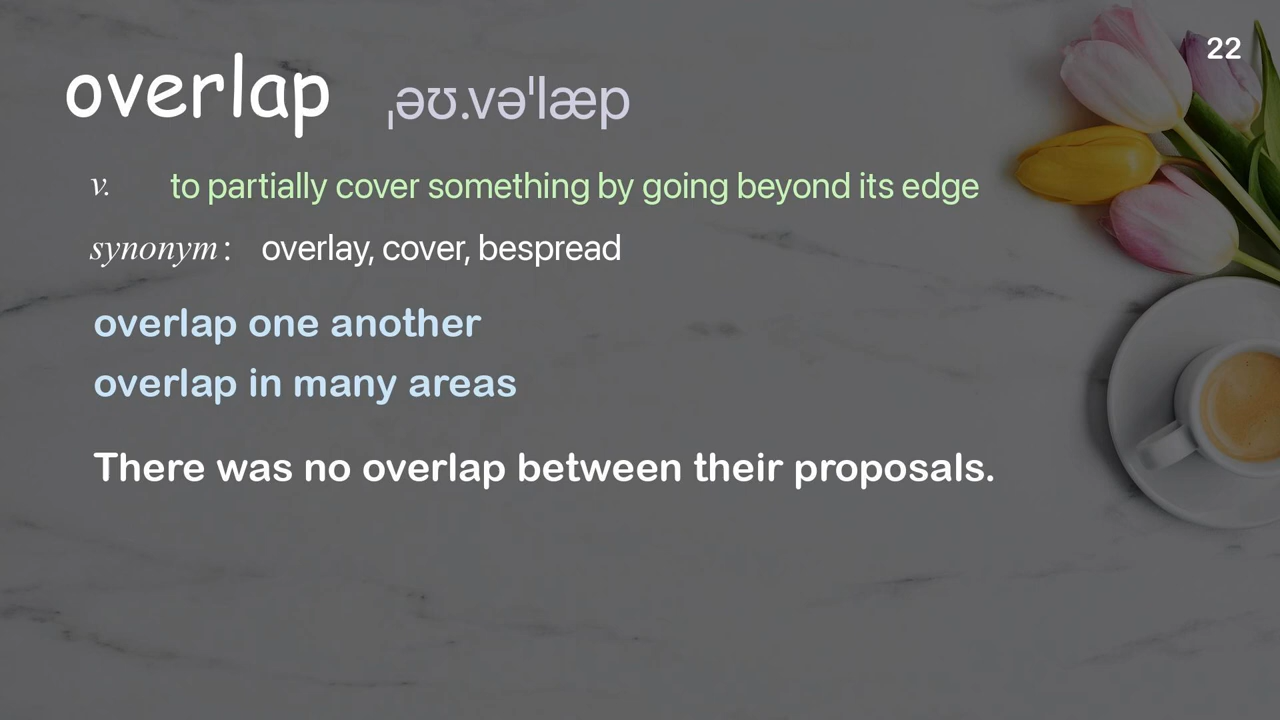 22
overlap ˌəʊ.vəˈlæp
v. to partially cover something by going beyond its edge
synonym: overlay, cover, bespread
overlap one another
overlap in many areas
There was no overlap between their proposals.